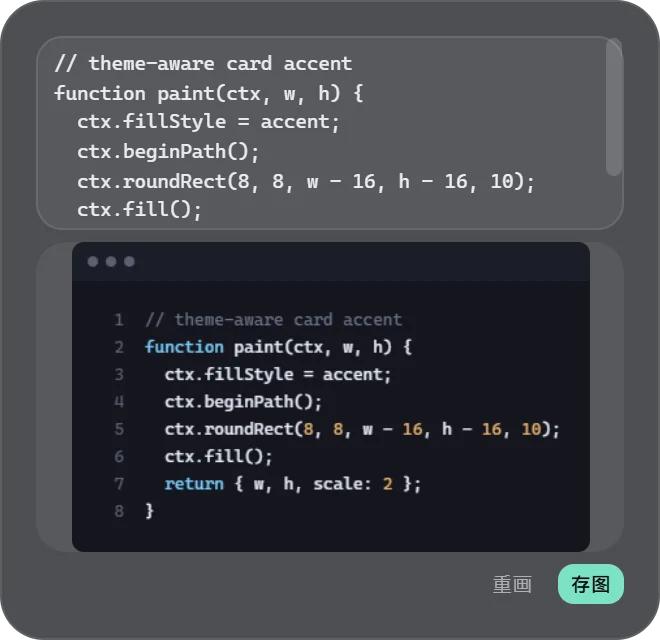 // theme-aware card accent
function paint(ctx, w, h) {
  ctx.fillStyle = accent;
  ctx.beginPath();
  ctx.roundRect(8, 8, w - 16, h - 16, 10);
  ctx.fill();
1 // theme-aware card accent
2 function paint(ctx, w, h) {
3   ctx.fillStyle = accent;
4   ctx.beginPath();
5   ctx.roundRect(8, 8, w - 16, h - 16, 10);
6   ctx.fill();
7   return { w, h, scale: 2 };
8 }
重画 存图